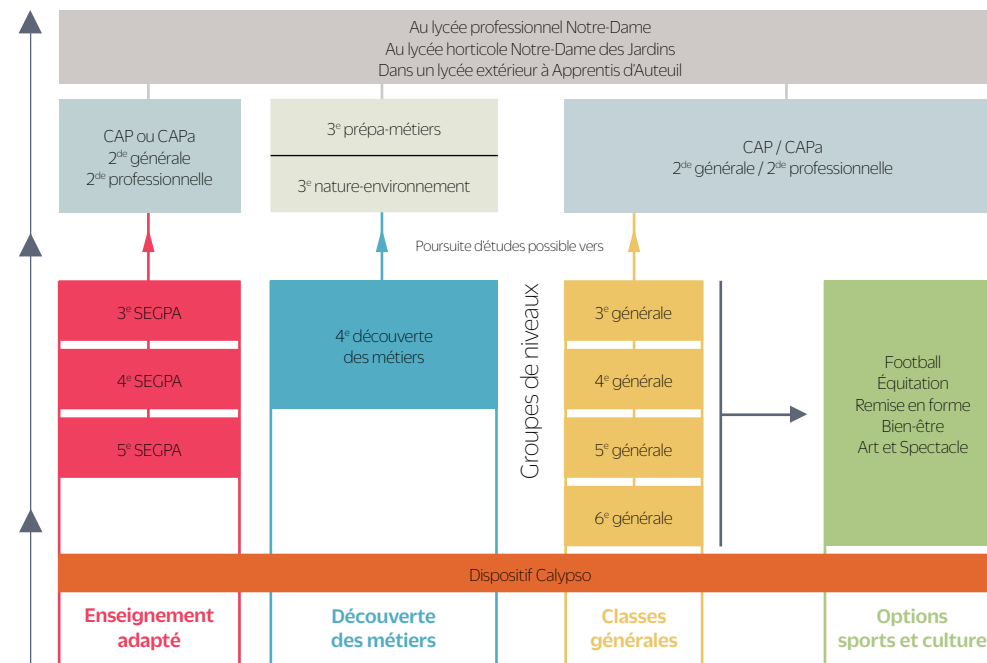 Au lycée professionnel Notre-Dame
Au lycée horticole Notre-Dame des Jardins
Dans un lycée extérieur à Apprentis d'Auteuil
CAP ou CAPa
2de générale
2de professionnelle
3e prépa-métiers
3e nature-environnement
CAP / CAPa
2de générale / 2de professionnelle
Poursuite d'études possible vers
3e SEGPA
4e SEGPA
5e SEGPA
4e découverte
des métiers
Groupes de niveaux
3e générale
4e générale
5e générale
6e générale
Football
Équitation
Remise en forme
Bien-être
Art et Spectacle
Dispositif Calypso
Enseignement
adapté
Découverte
des métiers
Classes
générales
Options
sports et culture